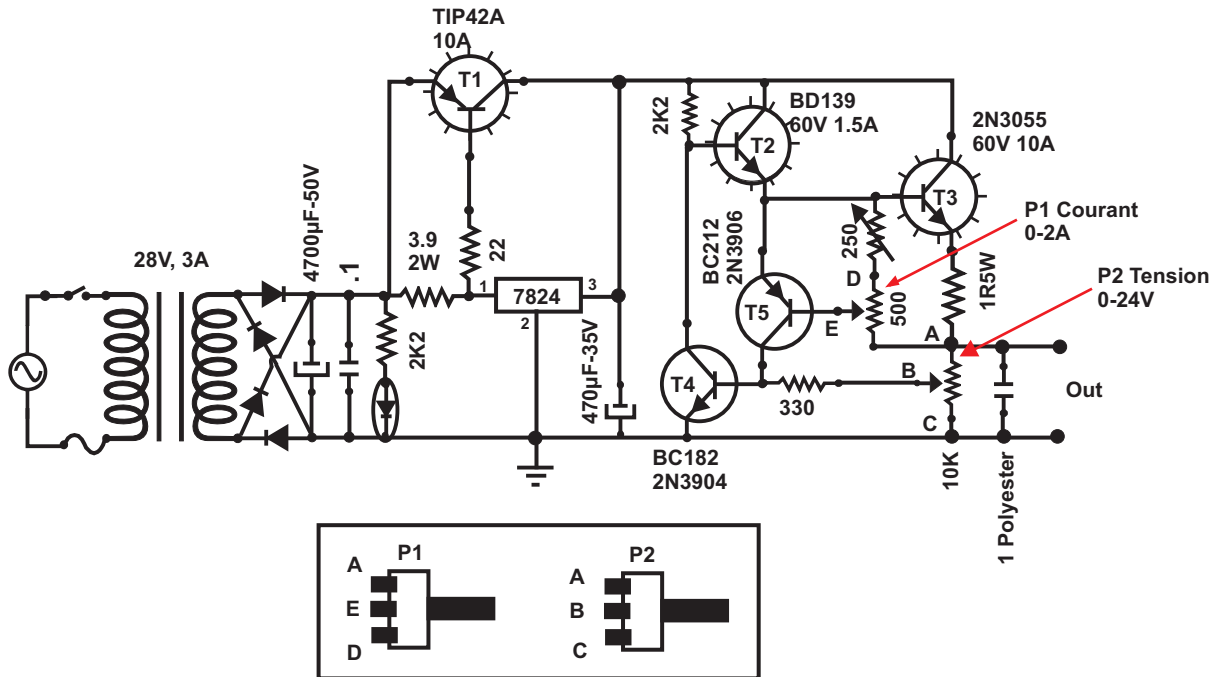 TIP42A
10A
T1
28V, 3A
4700µF-50V
.1
2K2
3.9
2W
22
1
7824
3
2
470µF-35V
2K2
BD139
60V 1.5A
T2
2N3055
60V 10A
T3
BC212
2N3906
T5
250
D
500
E
1R5W
P1 Courant
0-2A
P2 Tension
0-24V
A
B
C
T4
330
BC182
2N3904
10K
1 Polyester
Out
P1
A
E
D
P2
A
B
C